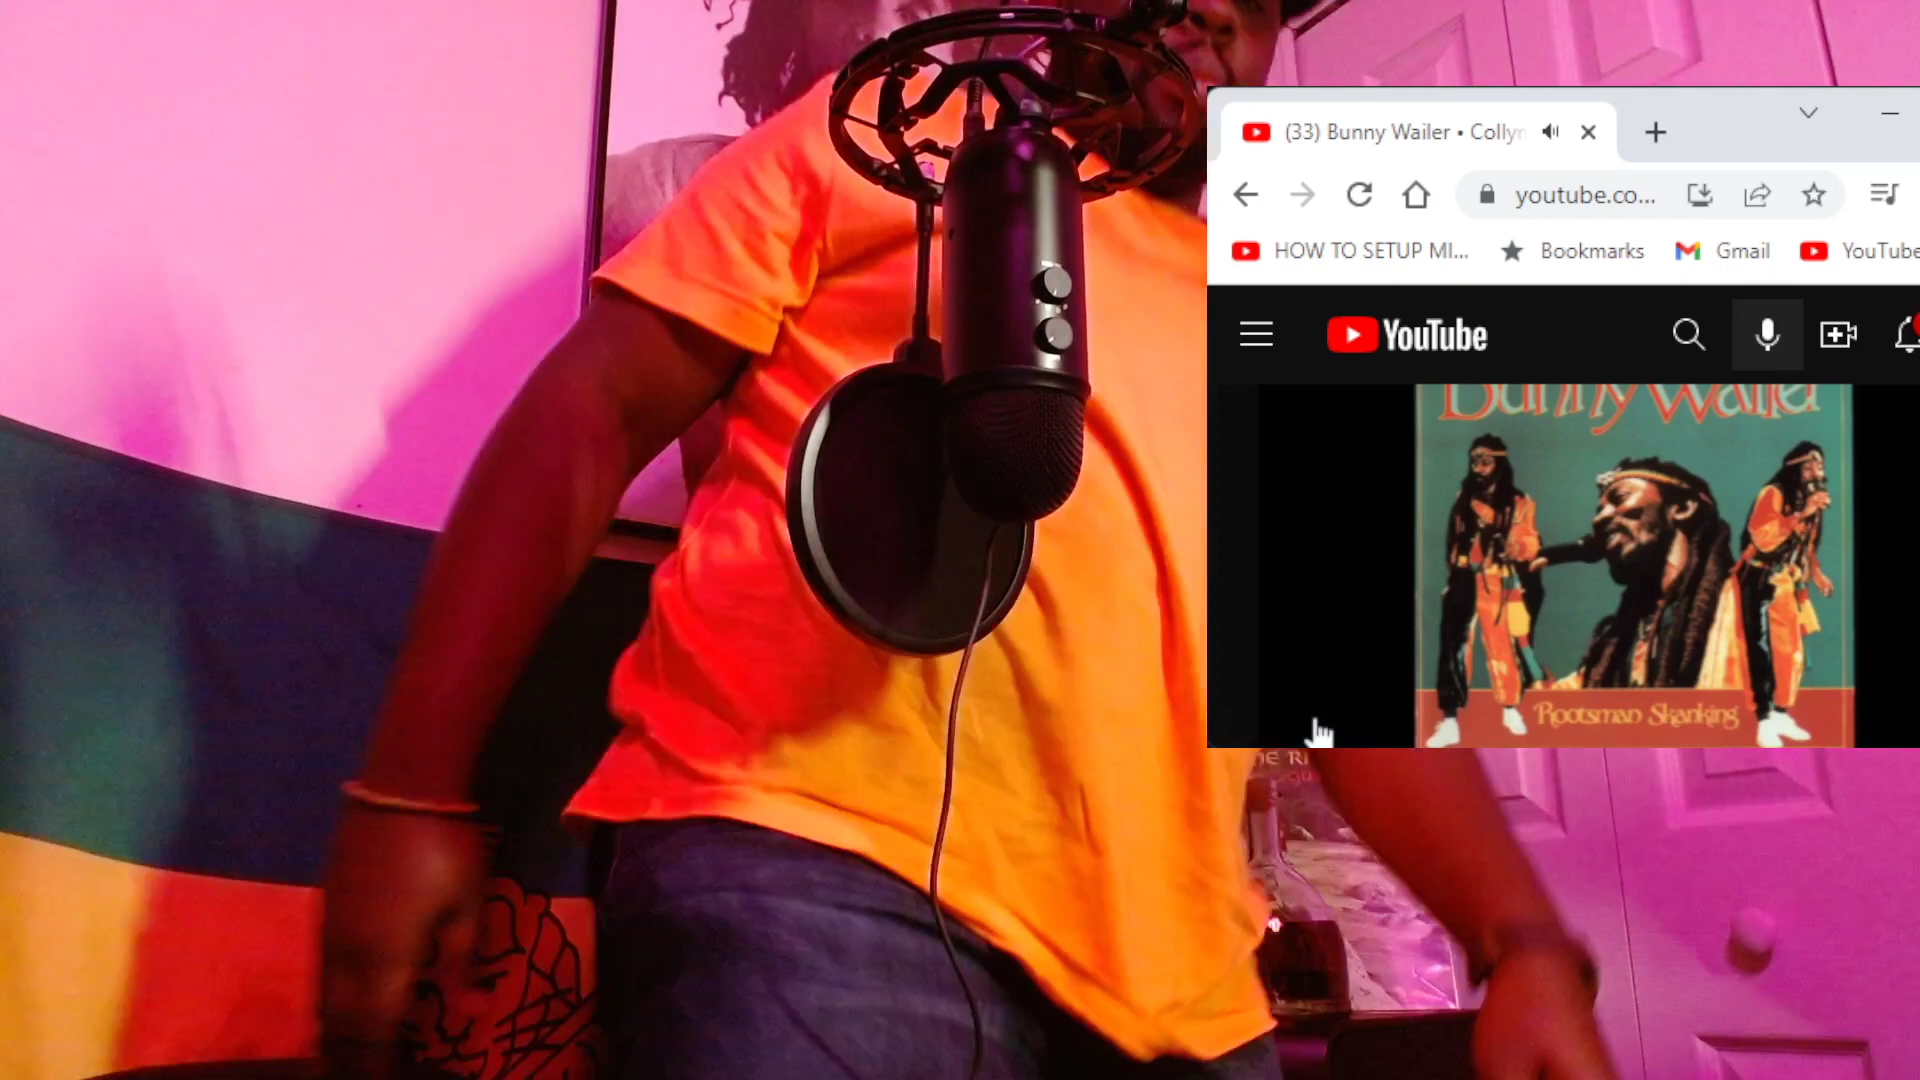 (33) Bunny Wailer • Colly
youtube.co...
HOW TO SETUP MI...
Bookmarks
Gmail
YouTube
YouTube
Bunny Wailer
Rootsman Skanking